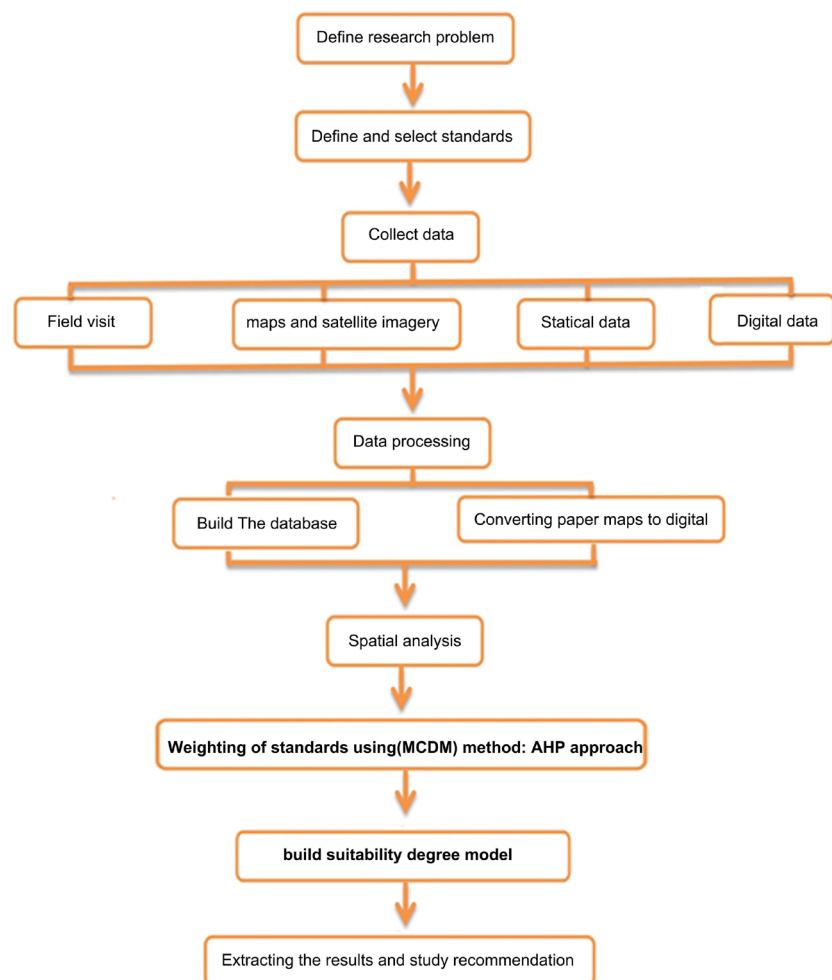 Define research problem
Define and select standards
Collect data
Field visit
maps and satellite imagery
Statical data
Digital data
Data processing
Build The database
Converting paper maps to digital
Spatial analysis
Weighting of standards using(MCDM) method: AHP approach
build suitability degree model
Extracting the results and study recommendation